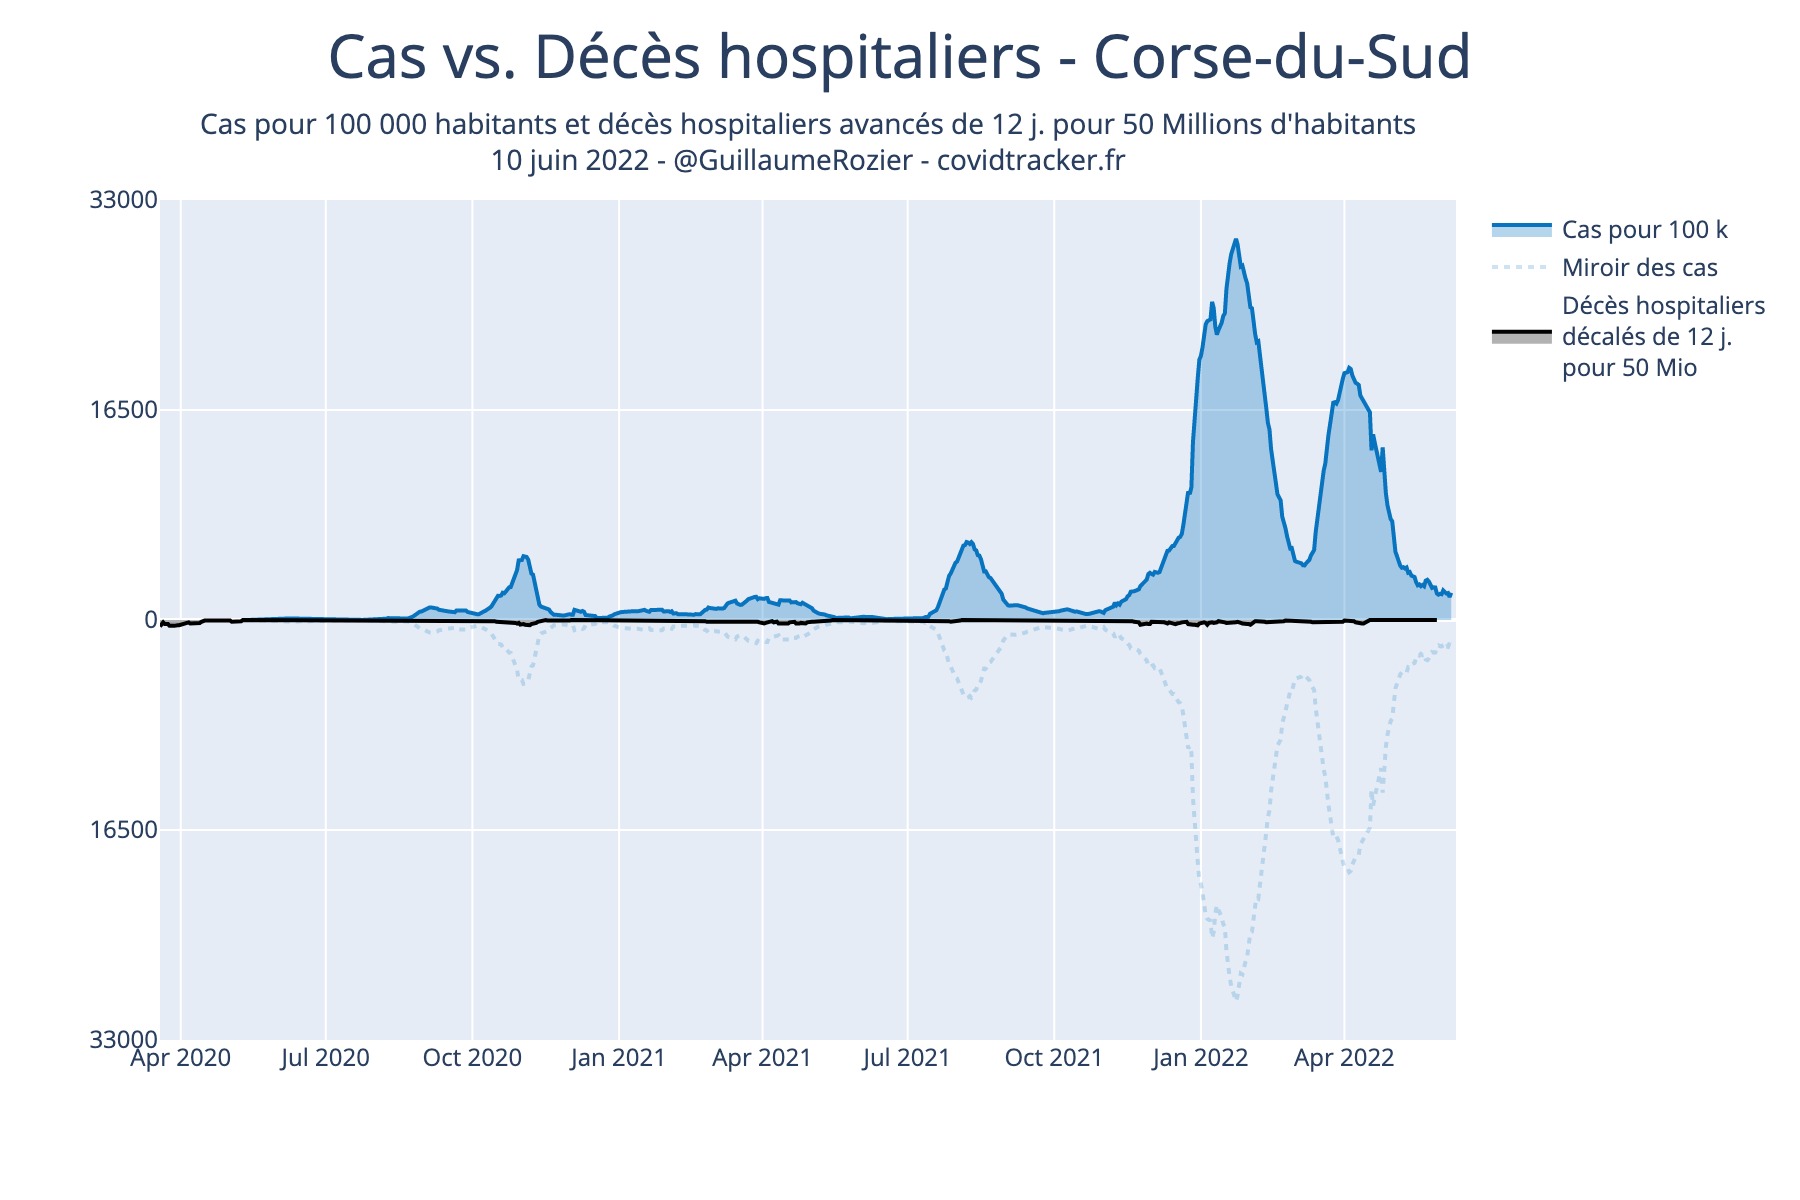 Cas vs. Décès hospitaliers - Corse-du-Sud
Cas pour 100 000 habitants et décès hospitaliers avancés de 12 j. pour 50 Millions d'habitants
10 juin 2022 - @GuillaumeRozier - covidtracker.fr
33000
16500
0
16500
33000
Apr 2020
Jul 2020
Oct 2020
Jan 2021
Apr 2021
Jul 2021
Oct 2021
Jan 2022
Apr 2022
Cas pour 100 k
Miroir des cas
Décès hospitaliers
décalés de 12 j.
pour 50 Mio